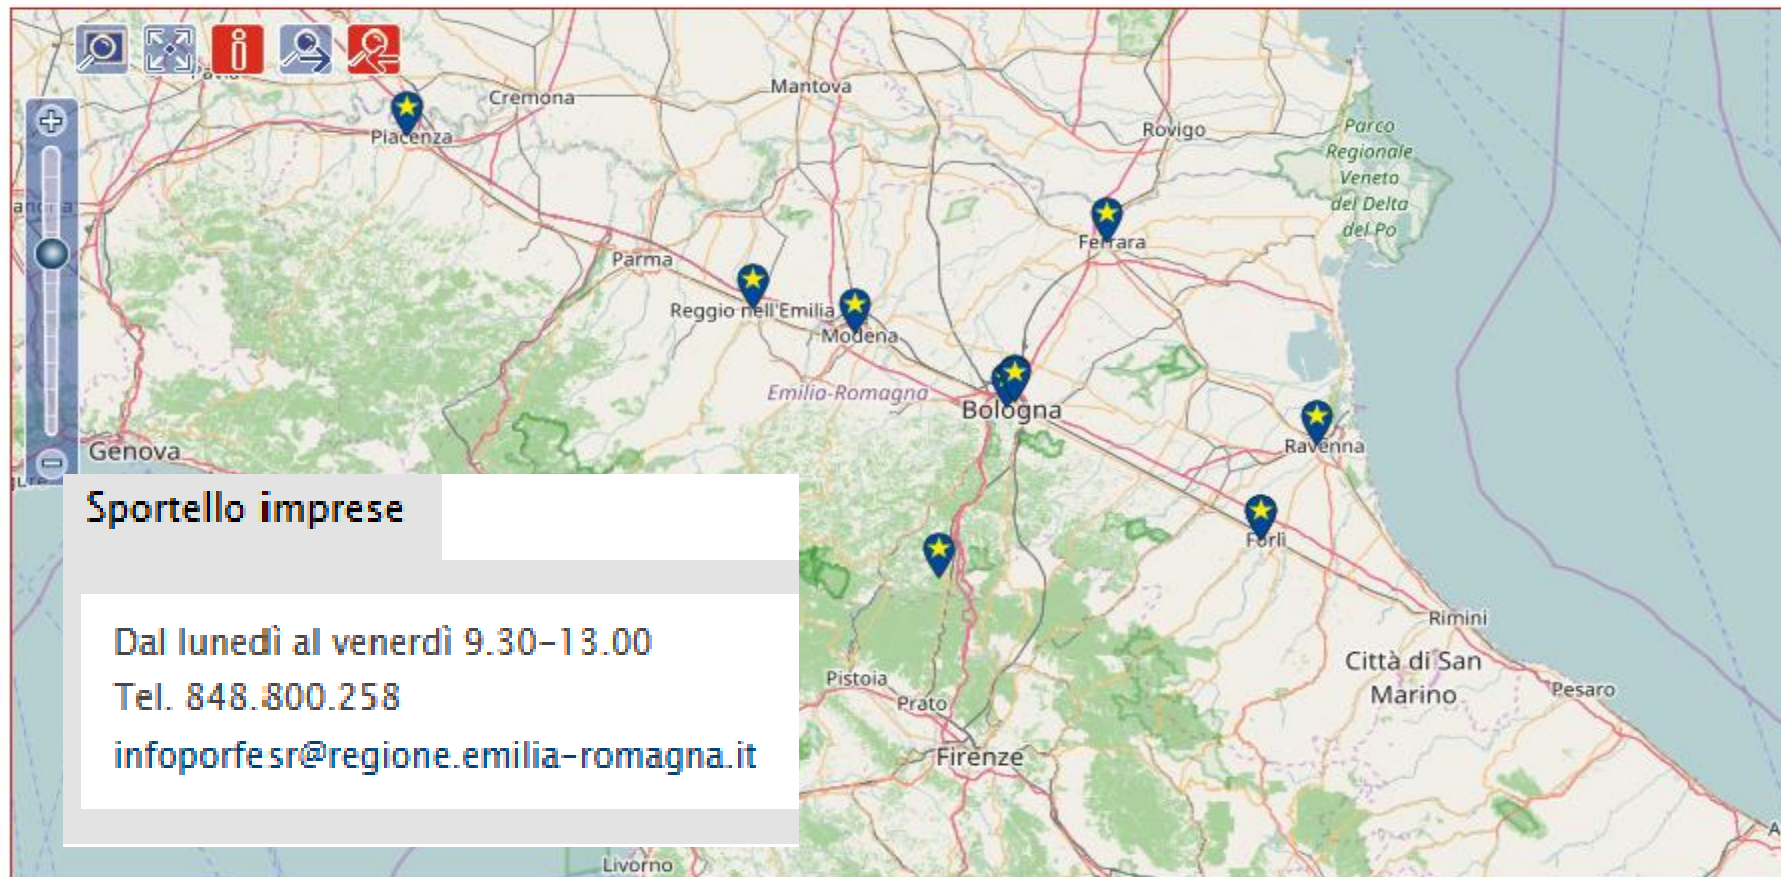 Pavia
Cremona
Mantova
Piacenza
Rovigo
Parco
Regionale
Veneto
del Delta
del Po
Ferrara
Parma
Reggio nell'Emilia
Modena
Emilia-Romagna
Bologna
Genova
Ravenna
Sportello imprese
Forlì
Rimini
Dal lunedì al venerdì 9.30–13.00
Città di San
Marino
Tel. 848.800.258
Pistoia
Pesaro
Prato
infoporfesr@regione.emilia-romagna.it
Firenze
Livorno